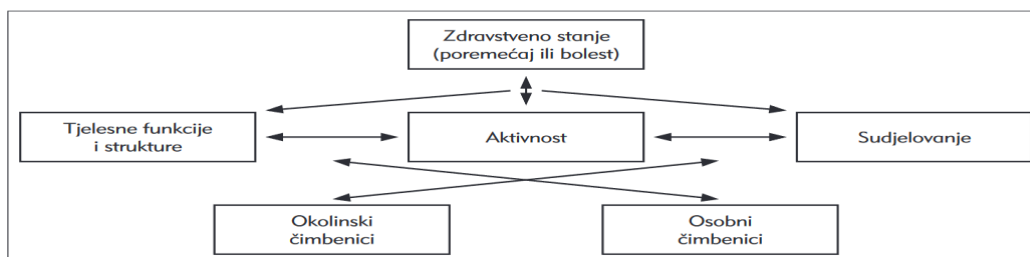 Zdravstveno stanje
(poremećaj ili bolest)
Tjelesne funkcije
i strukture
Aktivnost
Sudjelovanje
Okolinski
čimbenici
Osobni
čimbenici